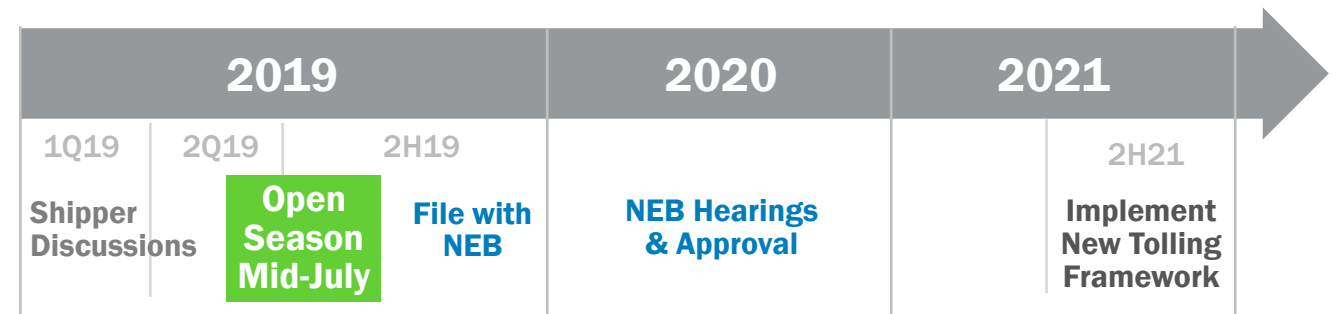 2019
2020
2021
1Q19
2Q19
2H19
2H21
Shipper
Discussions
Open
Season
Mid-July
File with
NEB
NEB Hearings
& Approval
Implement
New Tolling
Framework